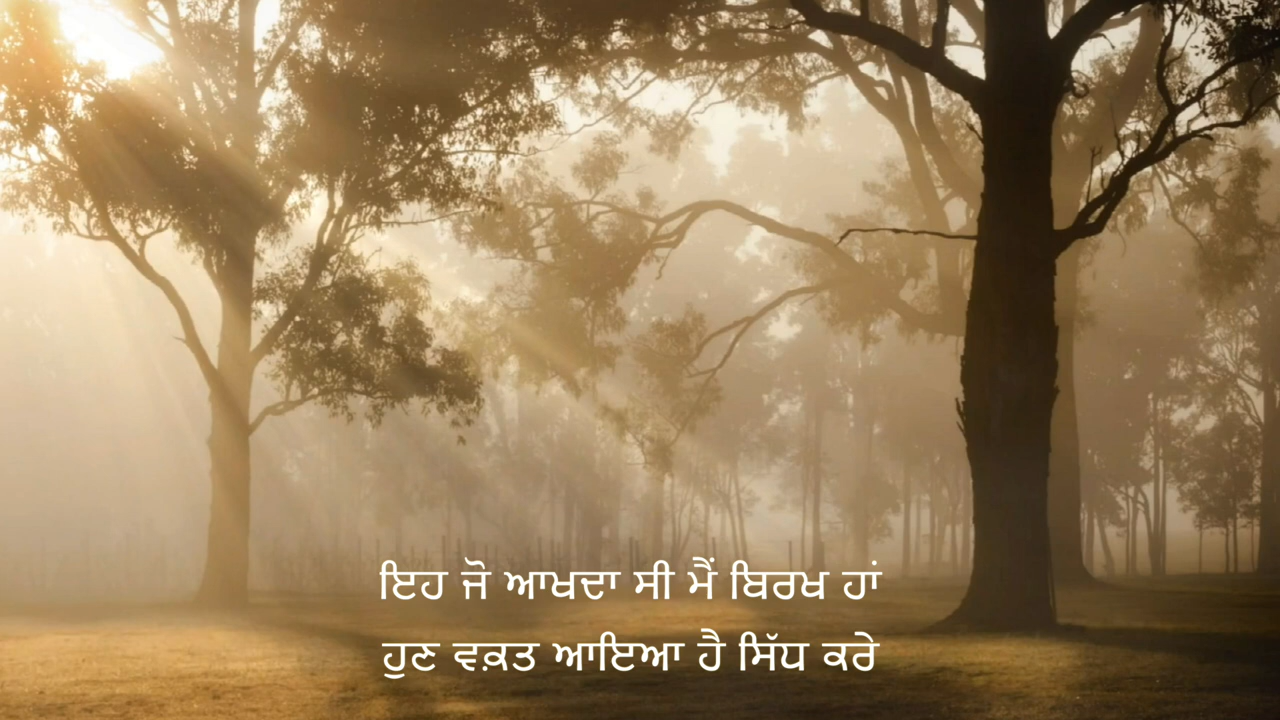 ਇਹ ਜੋ ਆਖਦਾ ਸੀ ਮੈਂ ਬਿਰਖ ਹਾਂ
ਹੁਣ ਵਕ਼ਤ ਆਇਆ ਹੈ ਸਿੱਧ ਕਰੇ